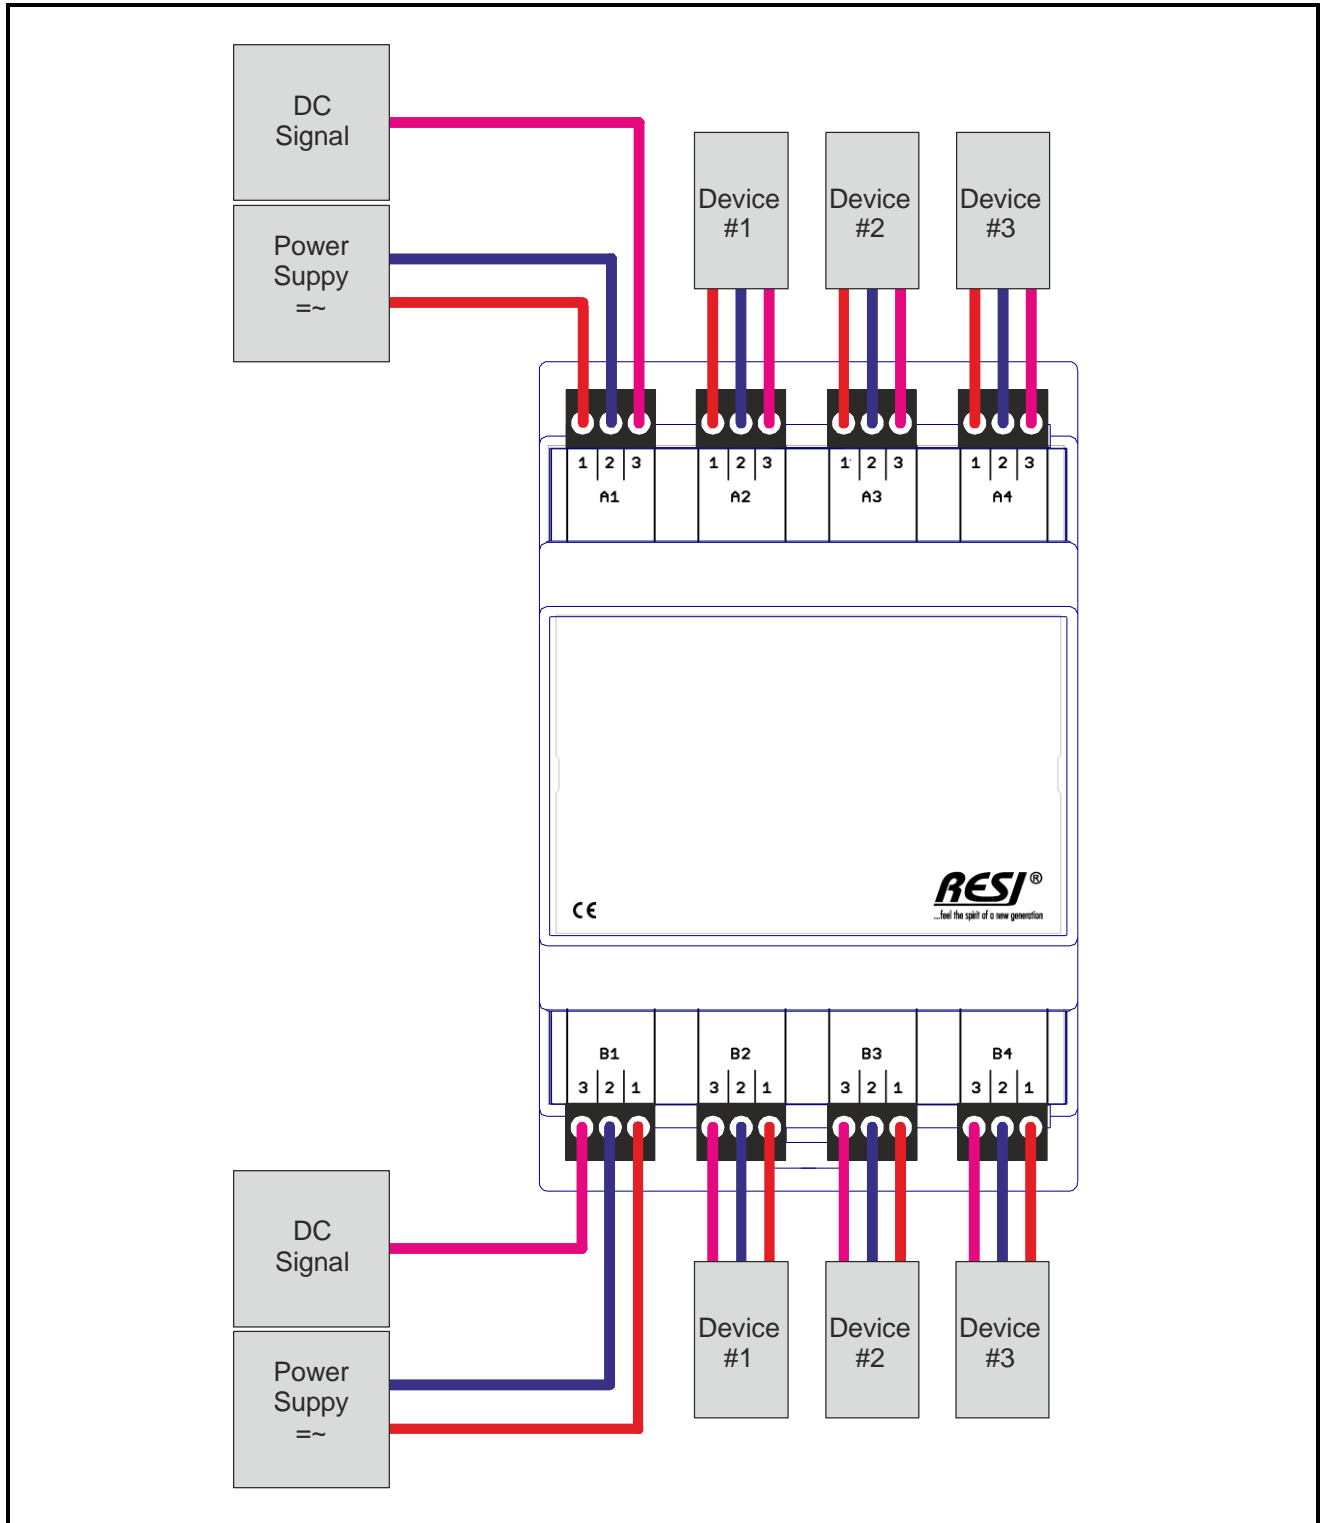 DC
Signal
Power
Suppy
=~
Device
#1
Device
#2
Device
#3
1 2 3
A1
1 2 3
A2
1 2 3
A3
1 2 3
A4
CE
RESI®
...feel the spirit of a new generation
B1
3 2 1
B2
3 2 1
B3
3 2 1
B4
3 2 1
DC
Signal
Power
Suppy
=~
Device
#1
Device
#2
Device
#3